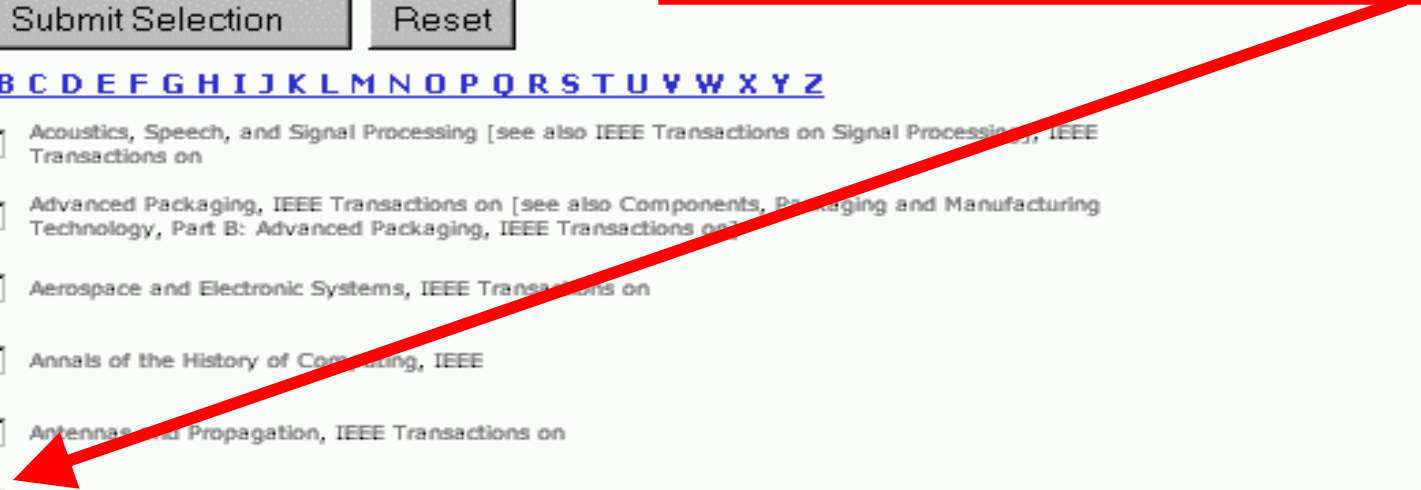 Submit Selection Reset
B C D E F G H I J K L M N O P Q R S T U V W X Y Z
Acoustics, Speech, and Signal Processing [see also IEEE Transactions on Signal Processing], IEEE
Transactions on
Advanced Packaging, IEEE Transactions on [see also Components, Packaging and Manufacturing
Technology, Part B: Advanced Packaging, IEEE Transactions on]
Aerospace and Electronic Systems, IEEE Transactions on
Annals of the History of Computing, IEEE
Antennas and Propagation, IEEE Transactions on